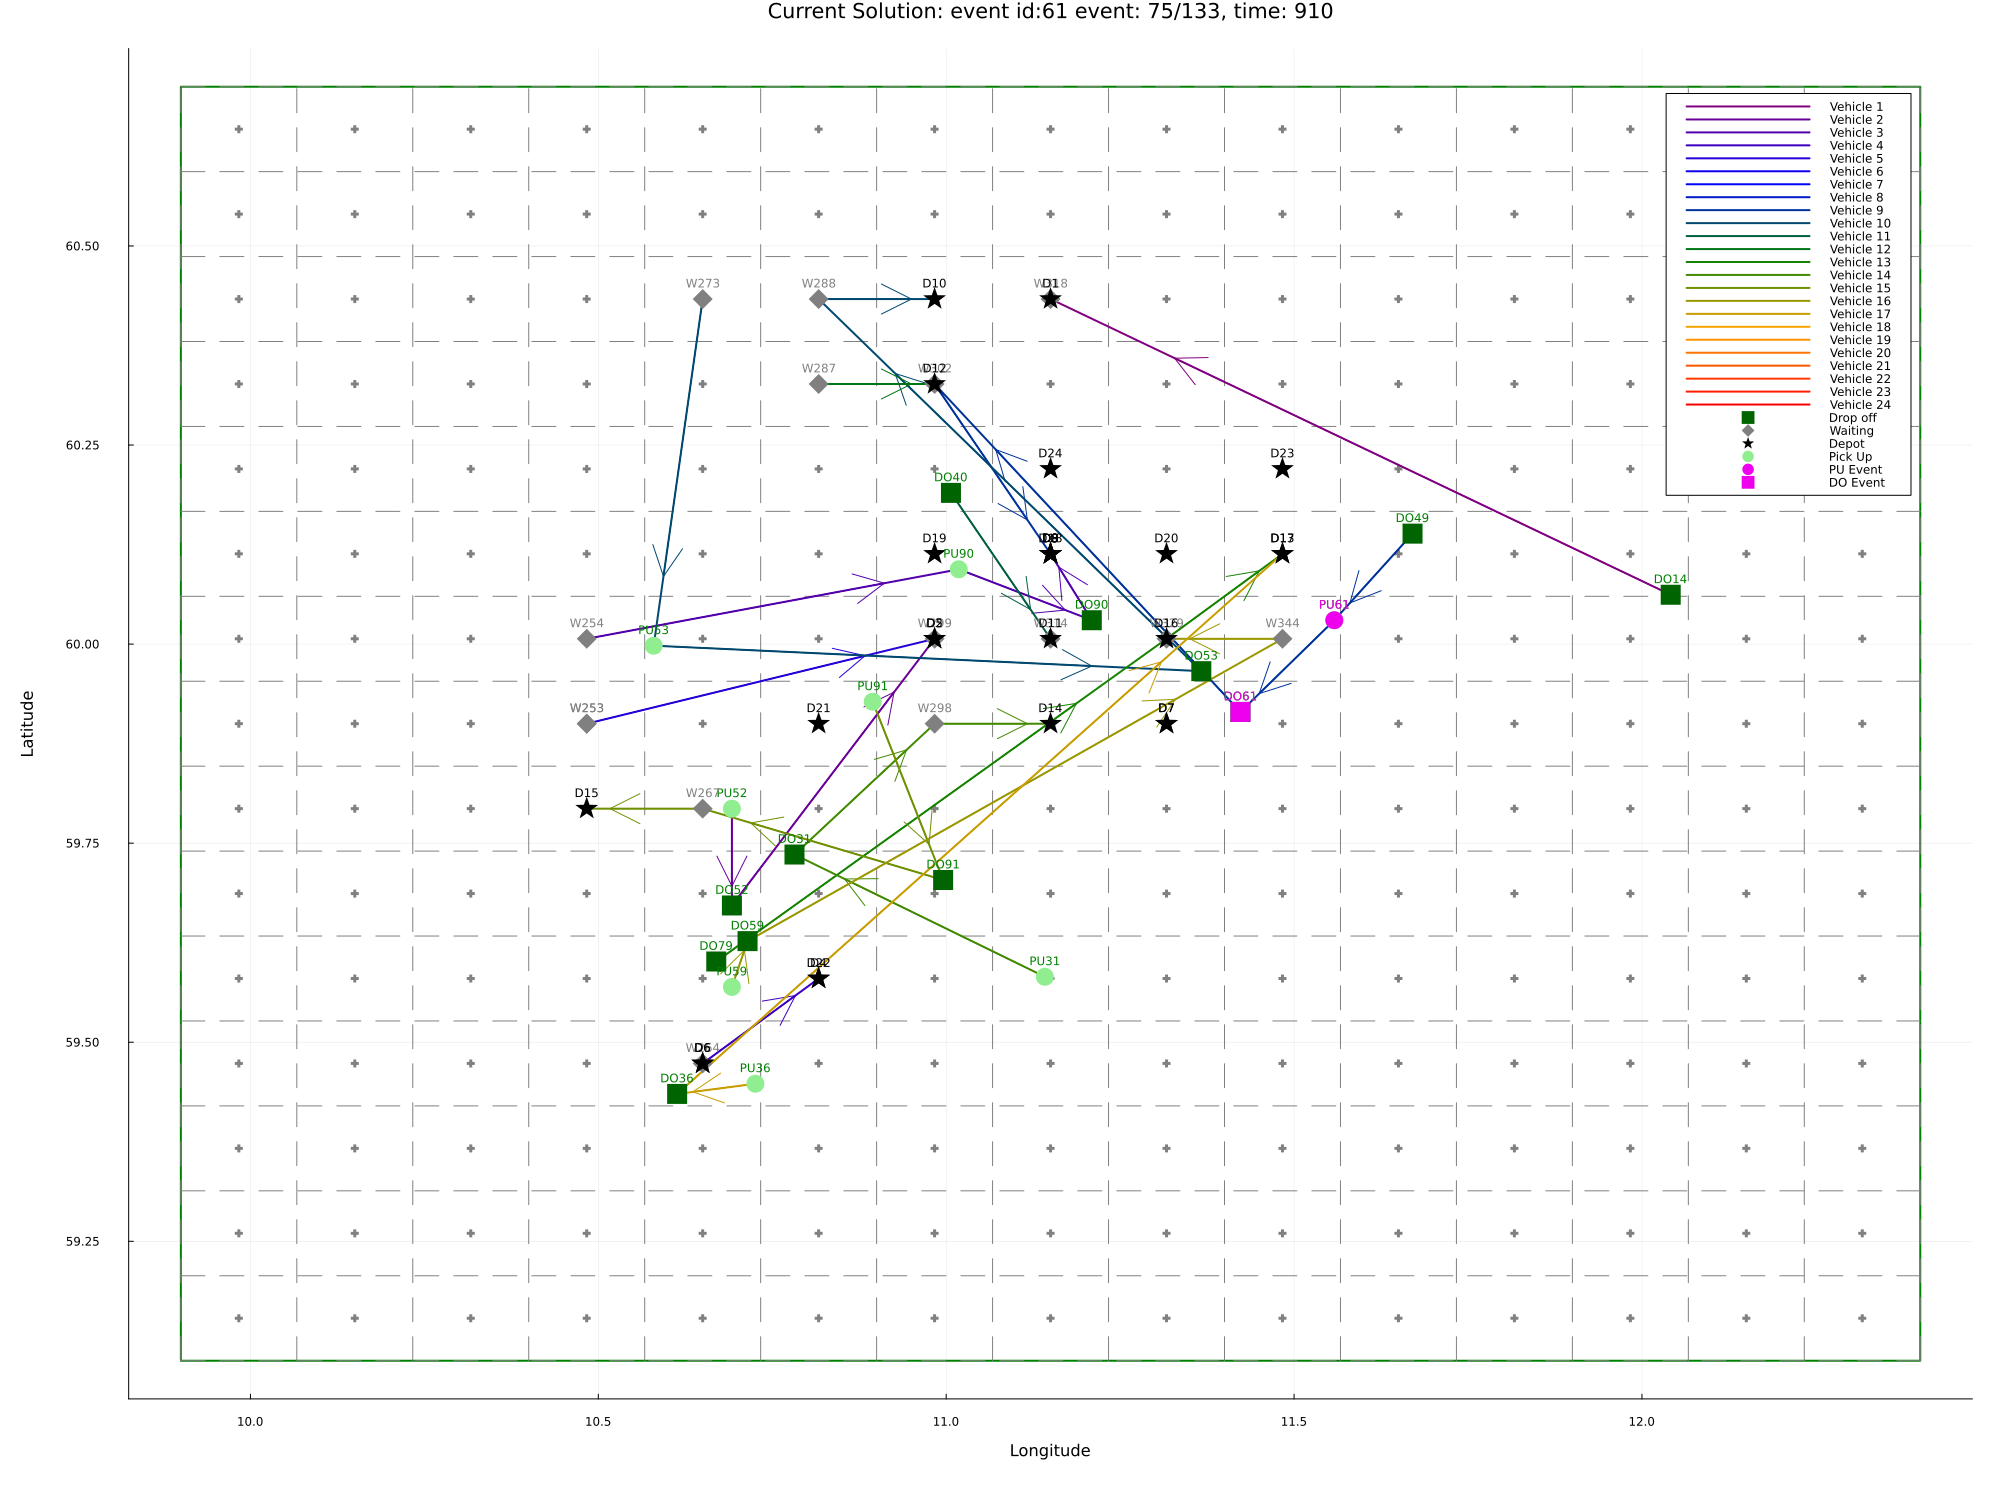 Current Solution: event id:61 event: 75/133, time: 910
Vehicle 1
Vehicle 2
Vehicle 3
Vehicle 4
Vehicle 5
Vehicle 6
Vehicle 7
Vehicle 8
Vehicle 9
Vehicle 10
Vehicle 11
Vehicle 12
Vehicle 13
Vehicle 14
Vehicle 15
Vehicle 16
Vehicle 17
Vehicle 18
Vehicle 19
Vehicle 20
Vehicle 21
Vehicle 22
Vehicle 23
Vehicle 24
Drop off
Waiting
Depot
Pick Up
PU Event
DO Event
60.50
W273
W288
D10
D1
W287
D12
60.25
D24
D23
DO40
DO49
D19
D20
PU90
DO14
DO90
PU61
60.00
W254
PU53
D11
D16
W344
DO53
PU91
DO61
W253
D21
W298
D14
D7
D15
W267
PU52
59.75
DO31
DO91
DO52
DO59
DO79
PU59
PU31
59.50
D6
PU36
DO36
59.25
10.0
10.5
11.0
11.5
12.0
Longitude
Latitude